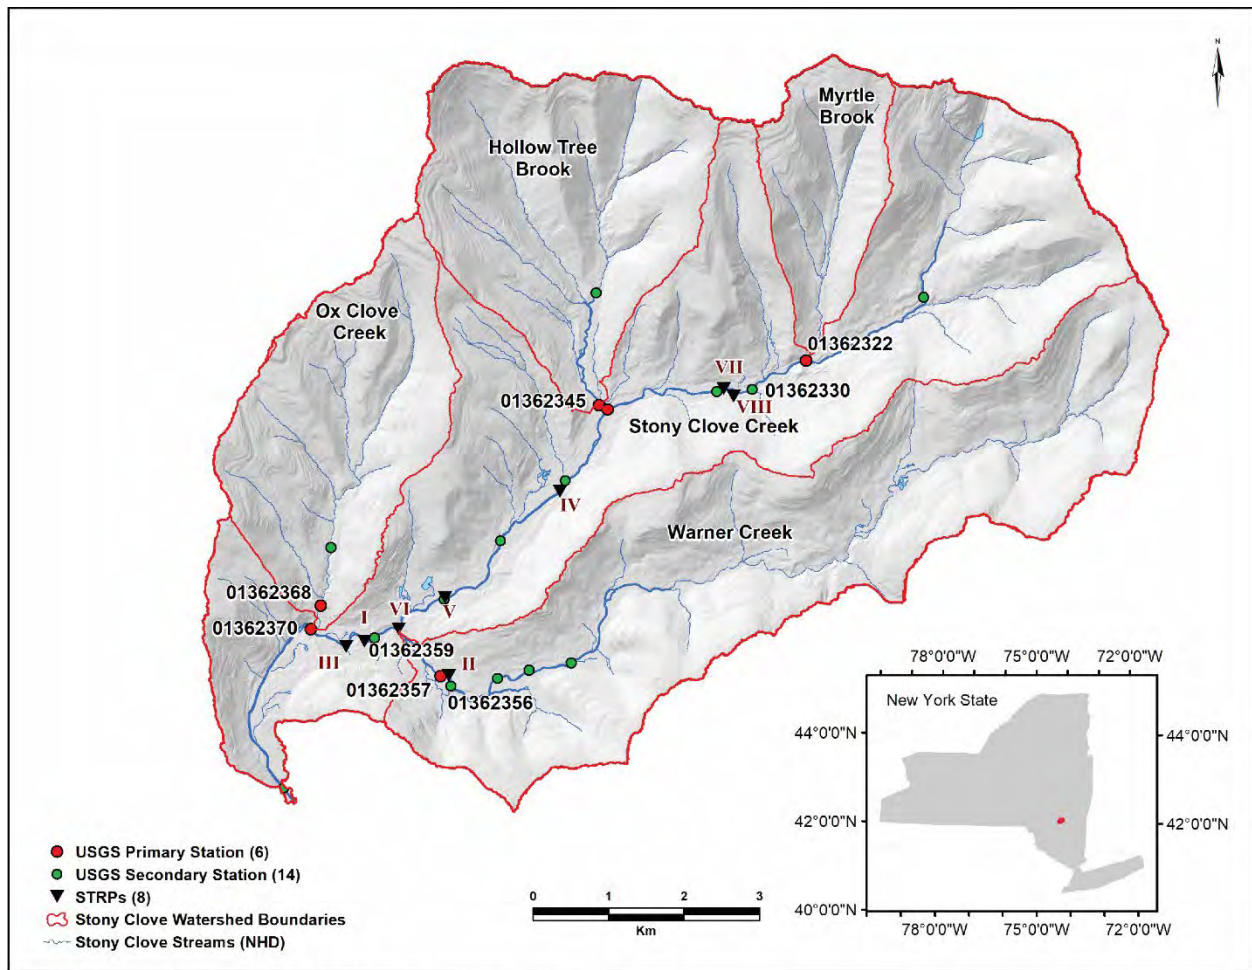 N
Myrtle
Brook
Hollow Tree
Brook
Ox Clove
Creek
01362322
VII
01362330
01362345
VIII
Stony Clove Creek
IV
Warner Creek
01362368
I
VI
V
01362370
01362359
III
II
01362357
01362356
78°0'0"W
75°0'0"W
72°0'0"W
New York State
44°0'0"N
44°0'0"N
42°0'0"N
42°0'0"N
40°0'0"N
40°0'0"N
78°0'0"W
75°0'0"W
72°0'0"W
USGS Primary Station (6)
USGS Secondary Station (14)
STRPs (8)
Stony Clove Watershed Boundaries
Stony Clove Streams (NHD)
0 1 2 3
Km